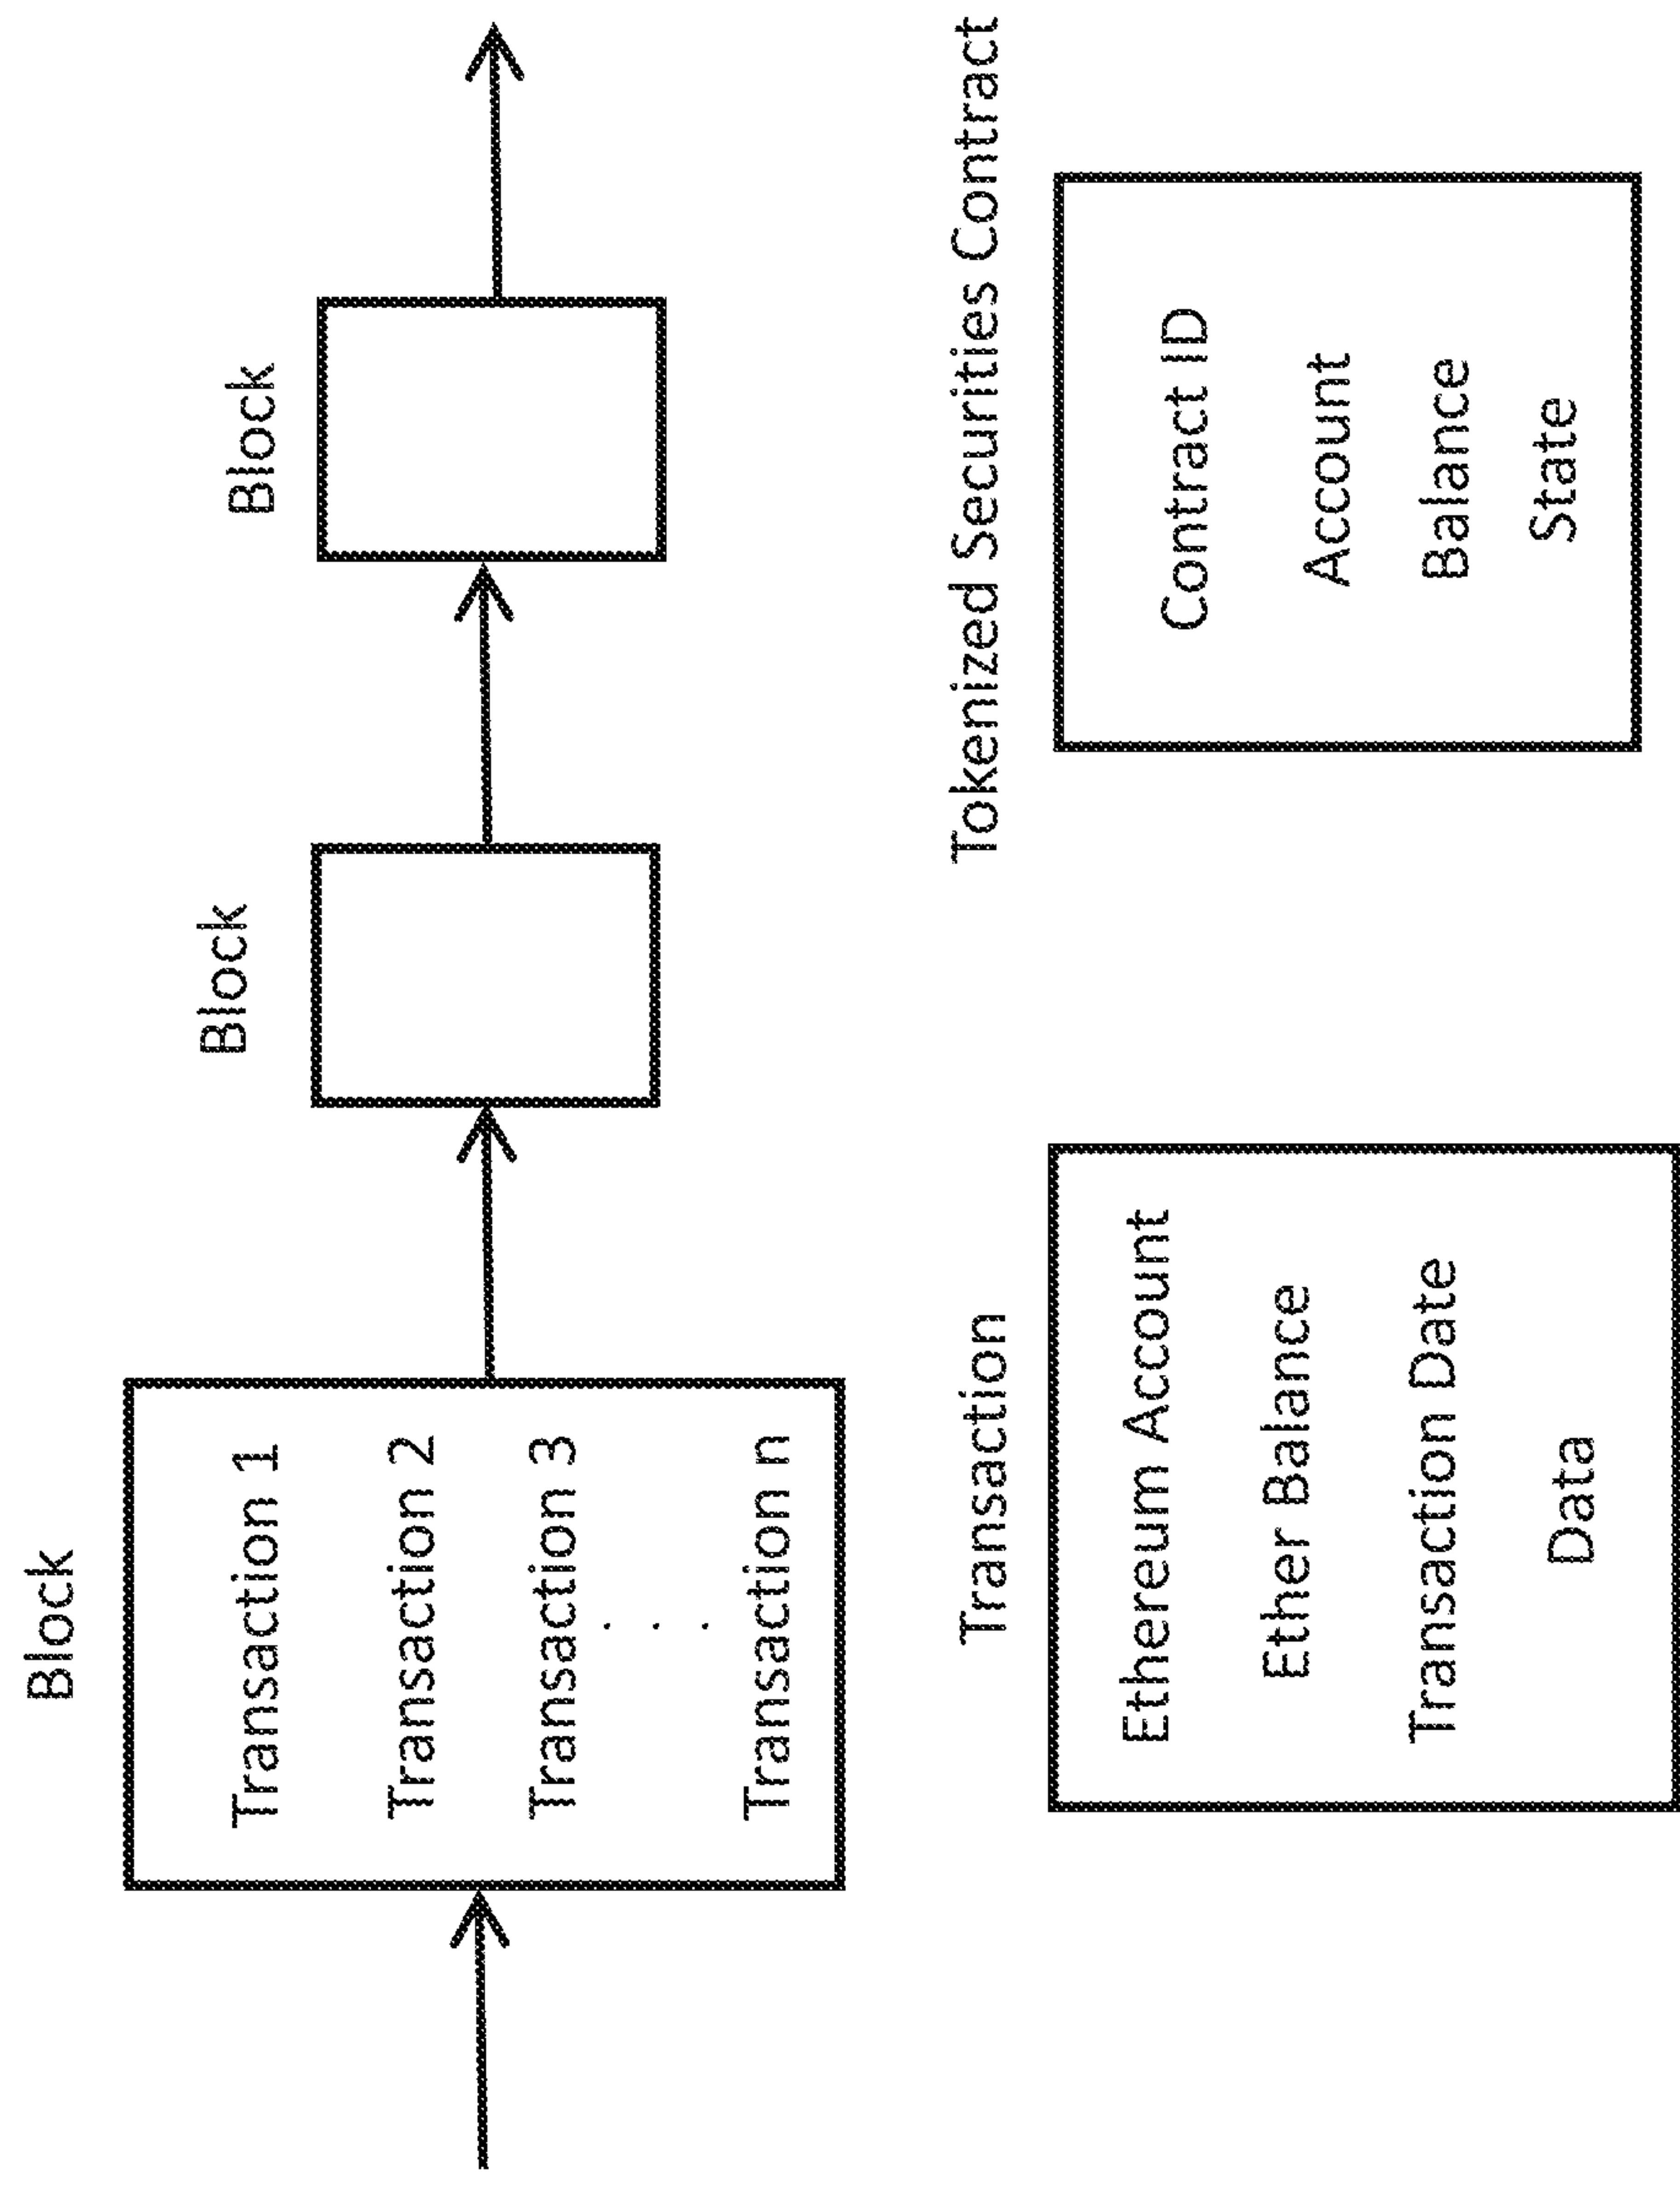 Block
Transaction 1
Transaction 2
Transaction 3
.
.
.
Transaction n
Block
Block
Transaction
Ethereum Account
Ether Balance
Transaction Date
Data
Tokenized Securities Contract
Contract ID
Account
Balance
State